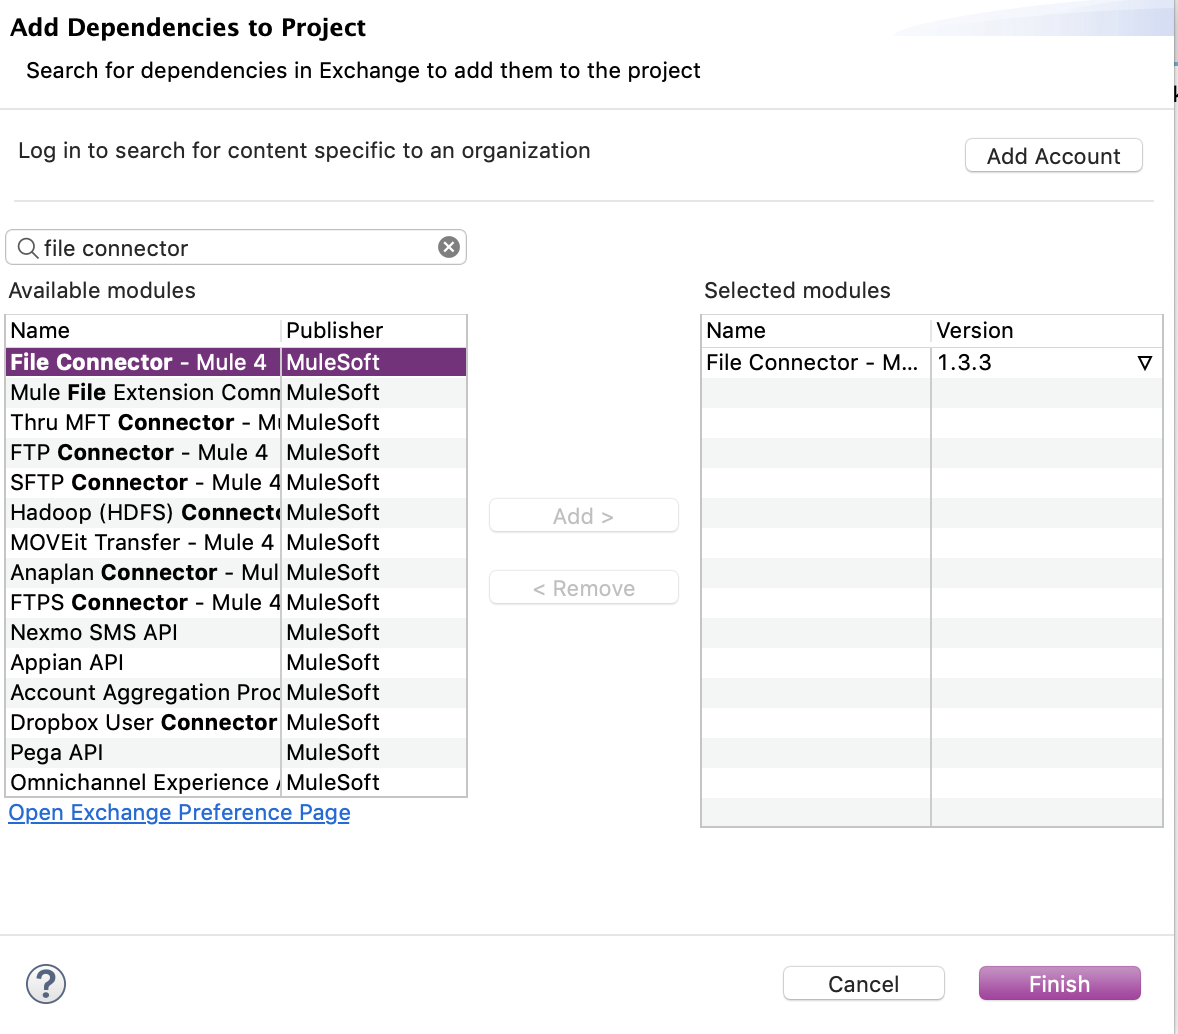 Add Dependencies to Project
Search for dependencies in Exchange to add them to the project
Log in to search for content specific to an organization
Add Account
file connector
Available modules
Name Publisher
File Connector - Mule 4 MuleSoft
Mule File Extension Comm MuleSoft
Thru MFT Connector - Mu MuleSoft
FTP Connector - Mule 4 MuleSoft
SFTP Connector - Mule 4 MuleSoft
Hadoop (HDFS) Connecto MuleSoft
MOVEit Transfer - Mule 4 MuleSoft
Anaplan Connector - Mul MuleSoft
FTPS Connector - Mule 4 MuleSoft
Nexmo SMS API MuleSoft
Appian API MuleSoft
Account Aggregation Proc MuleSoft
Dropbox User Connector MuleSoft
Pega API MuleSoft
Omnichannel Experience MuleSoft
Open Exchange Preference Page
Add >
< Remove
Selected modules
Name Version
File Connector - M... 1.3.3
?
Cancel
Finish